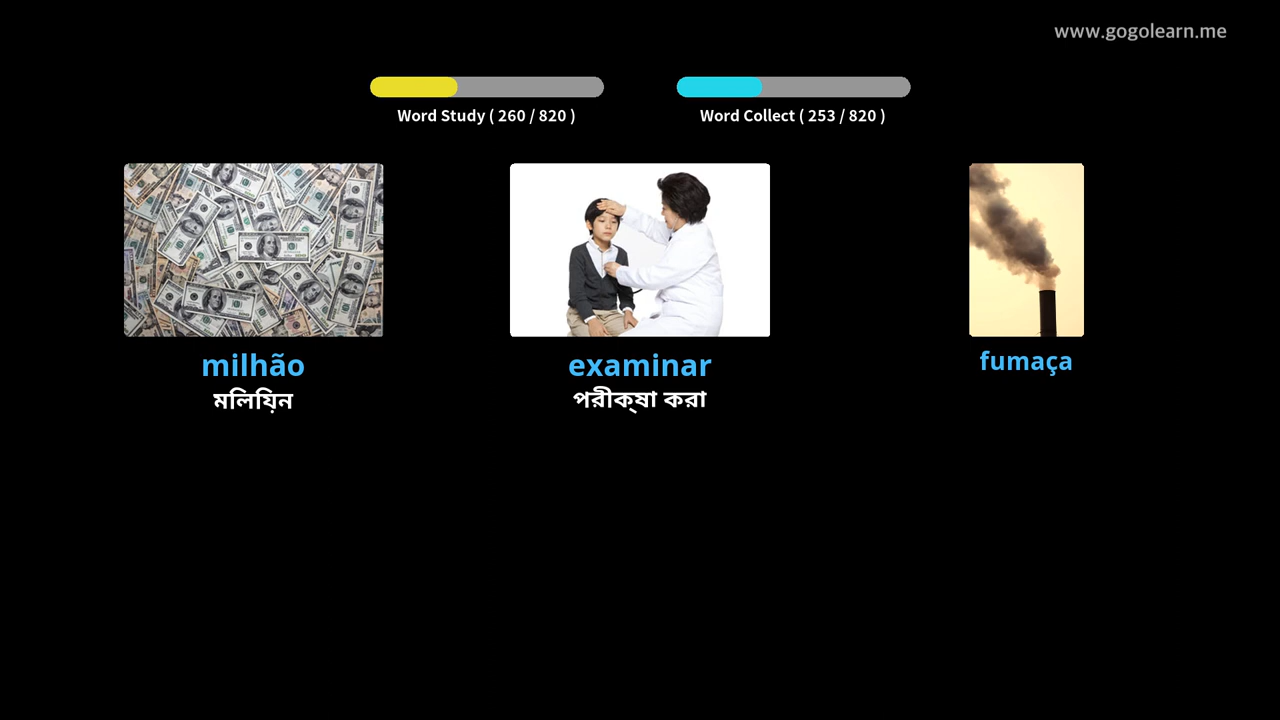 www.gogolearn.me
Word Study ( 260 / 820 )
Word Collect ( 253 / 820 )
milhão
মিলিয়ন
examinar
পরীক্ষা করা
fumaça